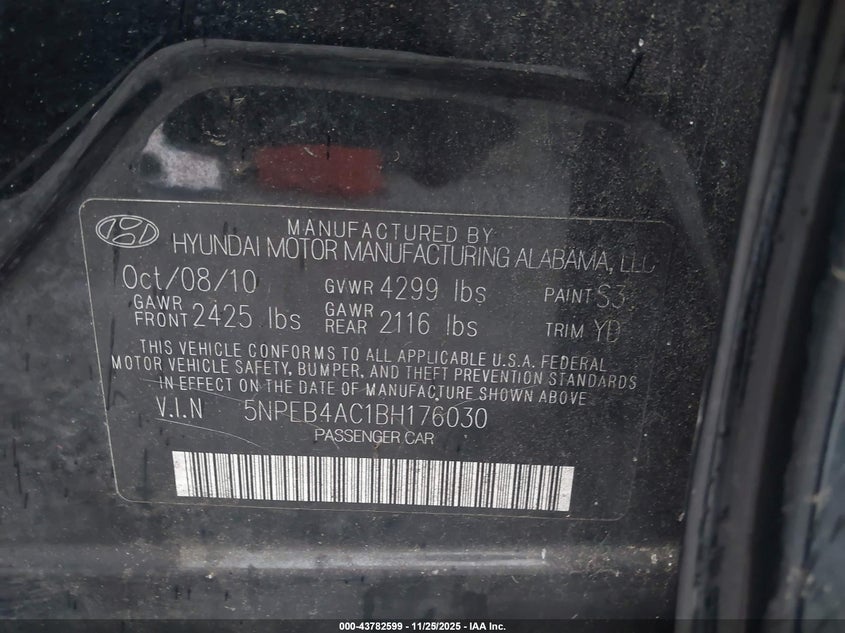 MANUFACTURED BY
HYUNDAI MOTOR MANUFACTURING ALABAMA, LLC
Oct/08/10 GVWR 4299 lbs PAINT S3
GAWR FRONT 2425 lbs GAWR REAR 2116 lbs TRIM YD
THIS VEHICLE CONFORMS TO ALL APPLICABLE U.S.A. FEDERAL
MOTOR VEHICLE SAFETY, BUMPER, AND THEFT PREVENTION STANDARDS
IN EFFECT ON THE DATE OF MANUFACTURE SHOWN ABOVE
V.I.N 5NPEB4AC1BH176030
PASSENGER CAR
000-43782599 - 11/25/2025 - IAA Inc.